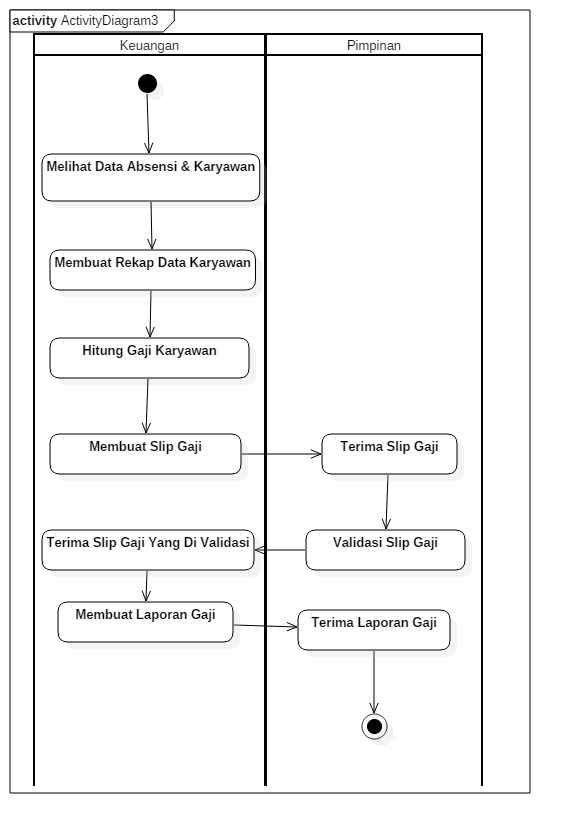 activity ActivityDiagram3
Keuangan
Pimpinan
Melihat Data Absensi & Karyawan
Membuat Rekap Data Karyawan
Hitung Gaji Karyawan
Membuat Slip Gaji
Terima Slip Gaji
Validasi Slip Gaji
Terima Slip Gaji Yang Di Validasi
Membuat Laporan Gaji
Terima Laporan Gaji